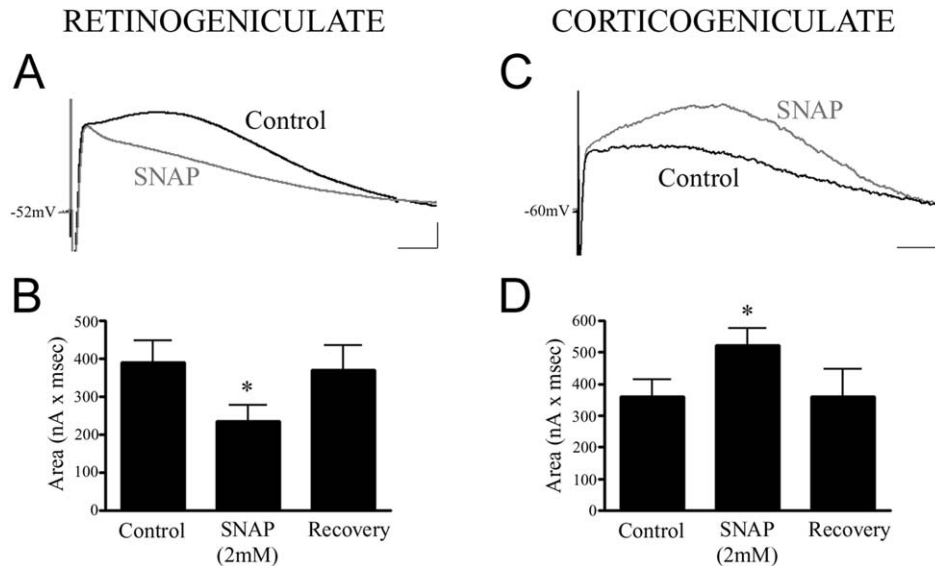 RETINOGENICULATE
A
Control
SNAP
-52mV
B
Area (nA x msec)
500
400
300
200
100
0
*
Control
SNAP
(2mM)
Recovery
CORTICOGENICULATE
C
SNAP
Control
-60mV
D
Area (nA x msec)
600
500
400
300
200
100
0
*
Control
SNAP
(2mM)
Recovery